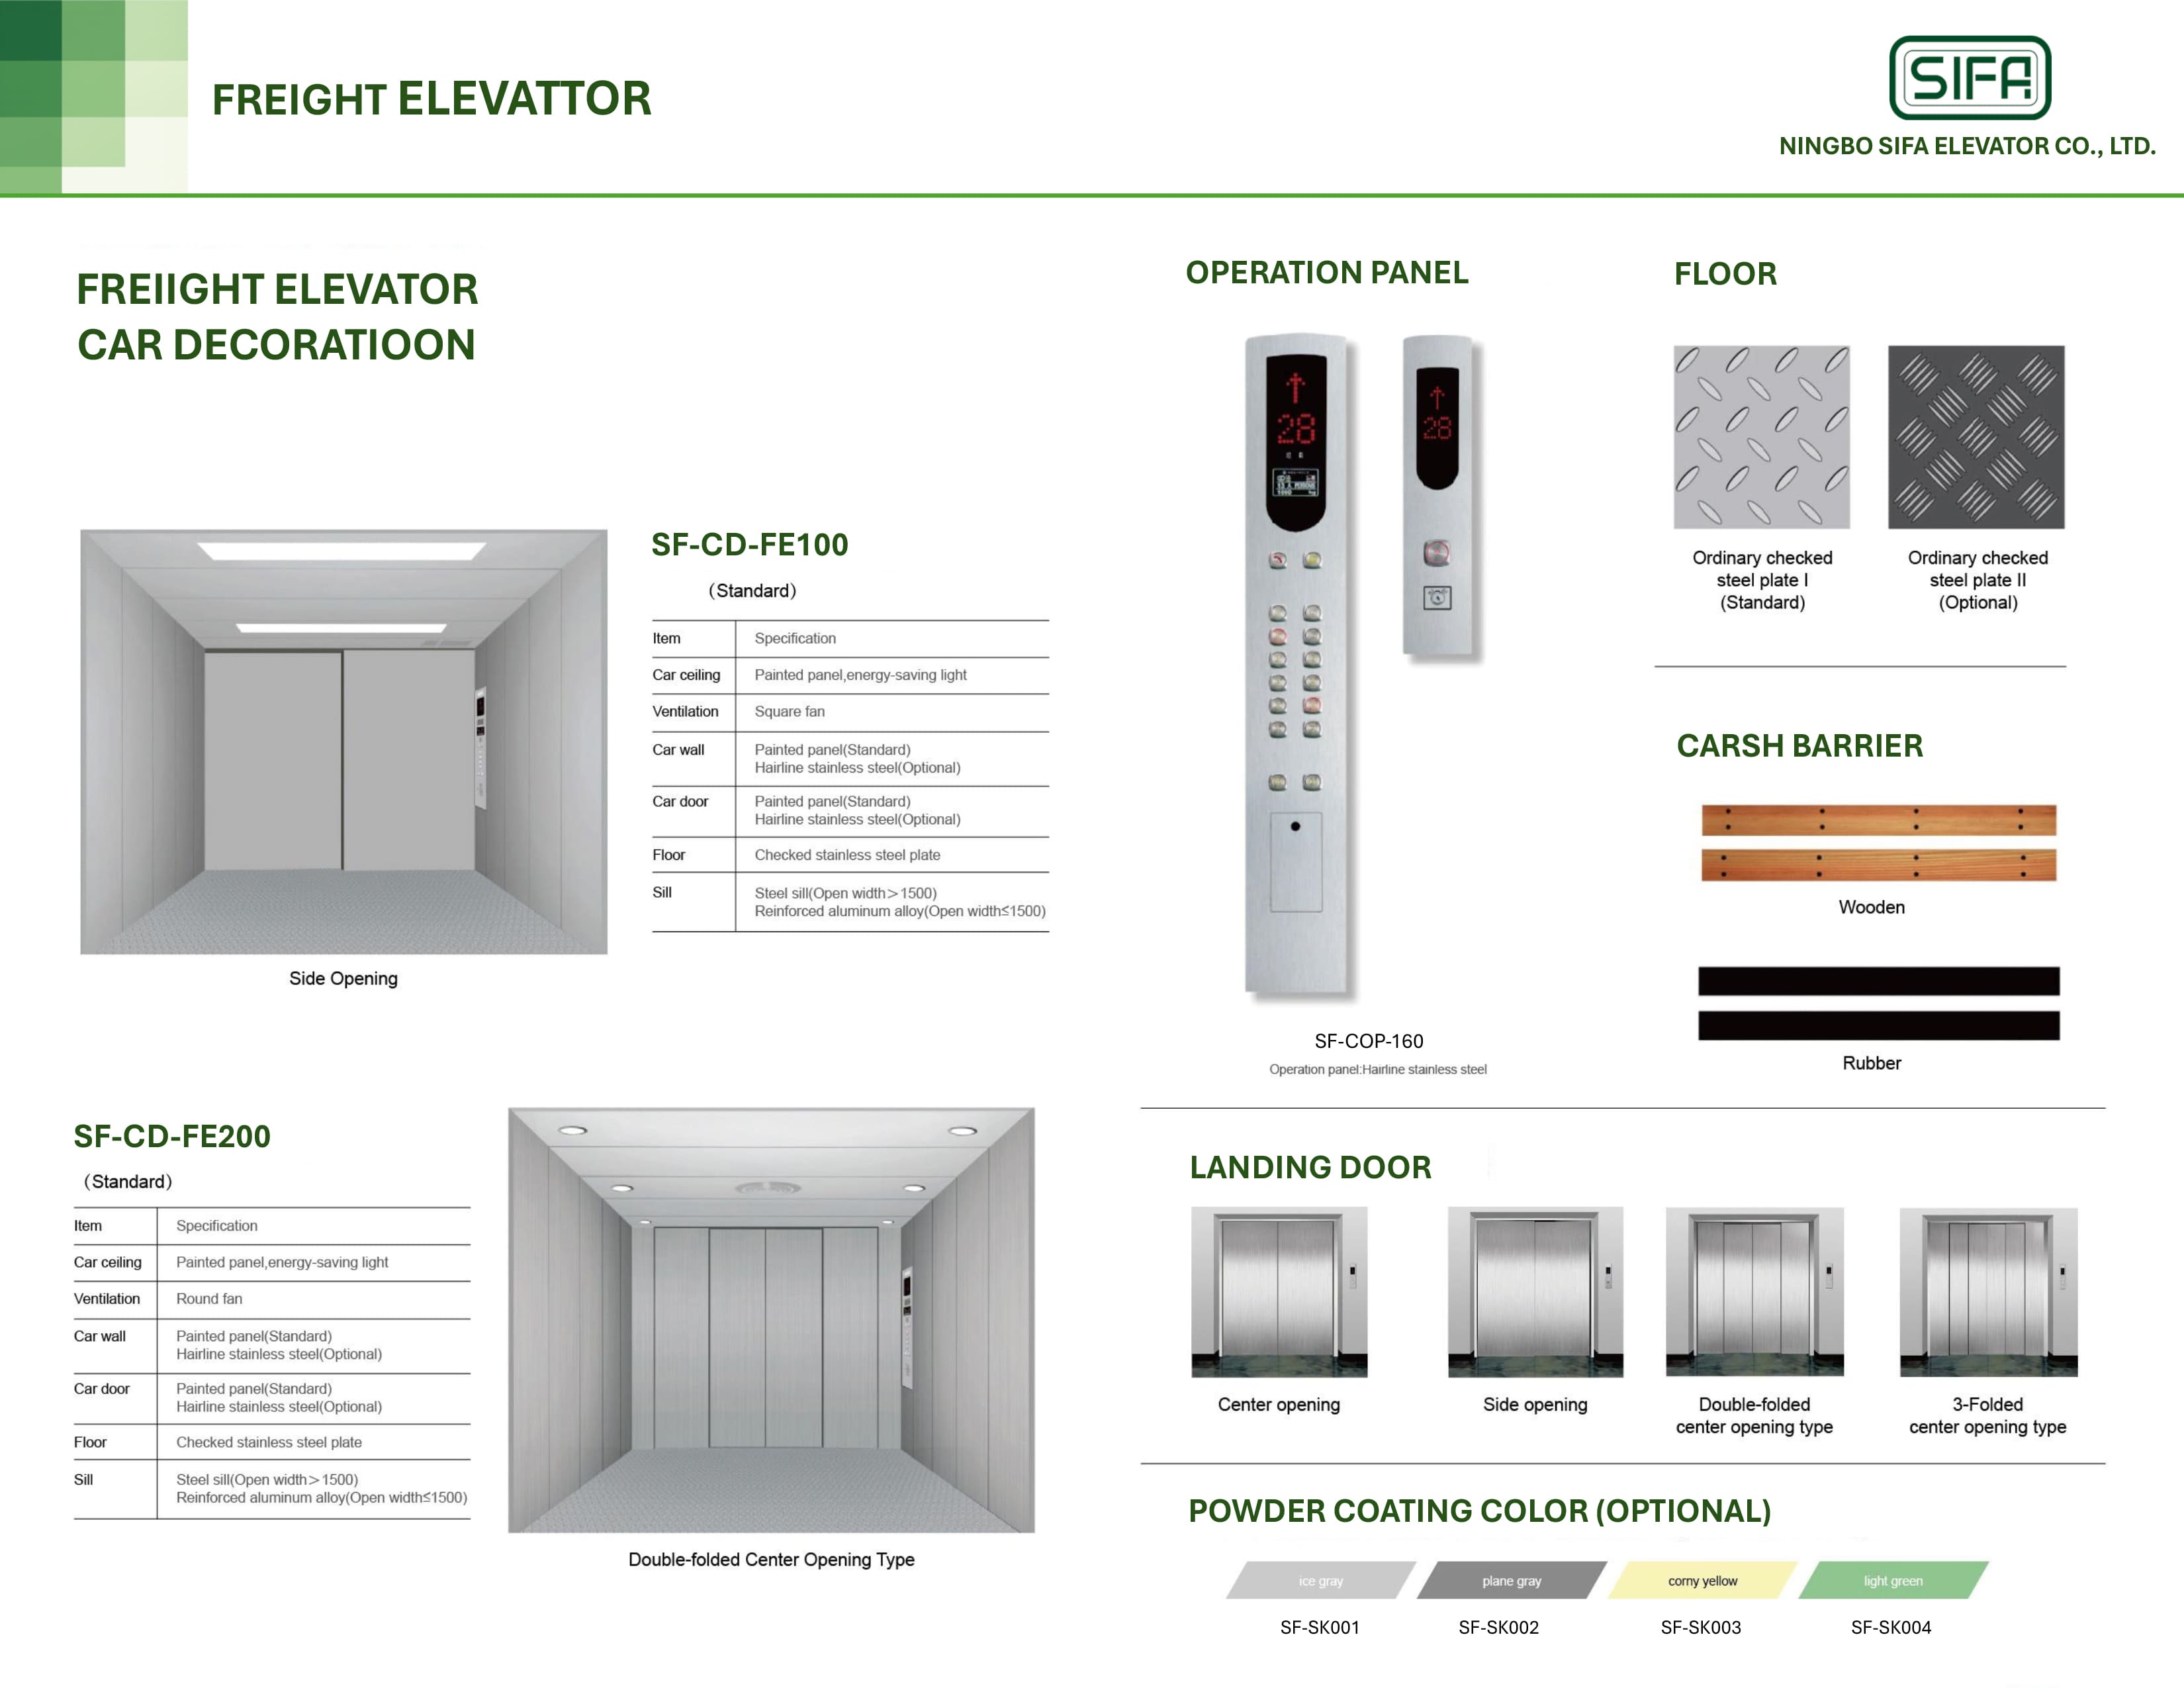 FREIGHT ELEVATTOR
SIFA
NINGBO SIFA ELEVATOR CO., LTD.
FREIIGHT ELEVATOR
CAR DECORATIOON
SF-CD-FE100
(Standard)
Item Specification
Car ceiling Painted panel,energy-saving light
Ventilation Square fan
Car wall Painted panel(Standard)
Hairline stainless steel(Optional)
Car door Painted panel(Standard)
Hairline stainless steel(Optional)
Floor Checked stainless steel plate
Sill Steel sill(Open width>1500)
Reinforced aluminum alloy(Open width≤1500)
Side Opening
SF-CD-FE200
(Standard)
Item Specification
Car ceiling Painted panel,energy-saving light
Ventilation Round fan
Car wall Painted panel(Standard)
Hairline stainless steel(Optional)
Car door Painted panel(Standard)
Hairline stainless steel(Optional)
Floor Checked stainless steel plate
Sill Steel sill(Open width>1500)
Reinforced aluminum alloy(Open width≤1500)
Double-folded Center Opening Type
OPERATION PANEL
28
28
SF-COP-160
Operation panel:Hairline stainless steel
FLOOR
Ordinary checked
steel plate I
(Standard)
Ordinary checked
steel plate II
(Optional)
CARSH BARRIER
Wooden
Rubber
LANDING DOOR
Center opening
Side opening
Double-folded
center opening type
3-Folded
center opening type
POWDER COATING COLOR (OPTIONAL)
ice gray
plane gray
corny yellow
light green
SF-SK001
SF-SK002
SF-SK003
SF-SK004